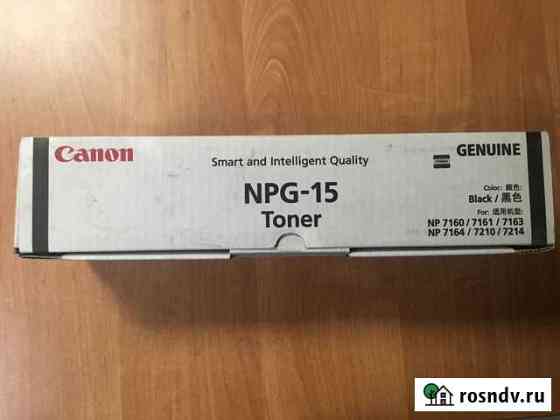 Canon
Smart and Intelligent Quality
GENUINE
NPG-15
Toner
Color: 颜色:
Black / 黑色
For: 适用机型:
NP 7160 / 7161 / 7163
NP 7164 / 7210 / 7214
rosndv.ru